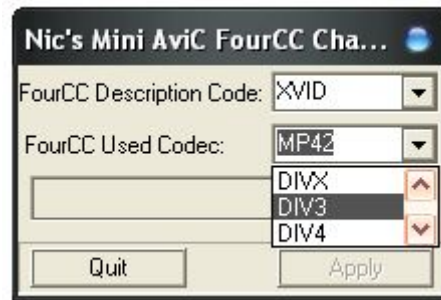 Nic's Mini AviC FourCC Cha...
FourCC Description Code: XVID
FourCC Used Codec: MP42
DIVX
DIV3
DIV4
Quit Apply